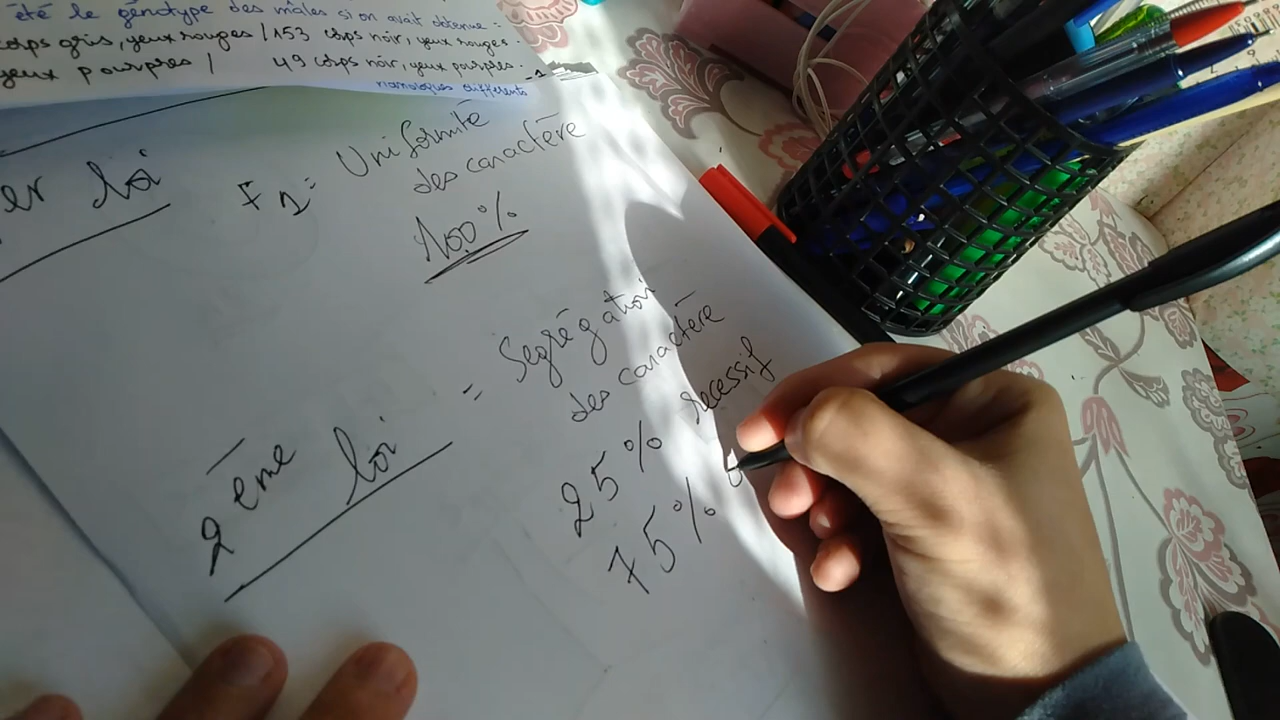 été le génotype des mâles si on avait obtenue :
corps gris, yeux rouges / 153 corps noir, yeux rouges.
yeux pourpres / 49 corps noir, yeux purples.
homologues différents
er loi
F1 = Uniformité
des caractère
100%
2ème loi = Ségrégation
des caractère
25% récessif
75%